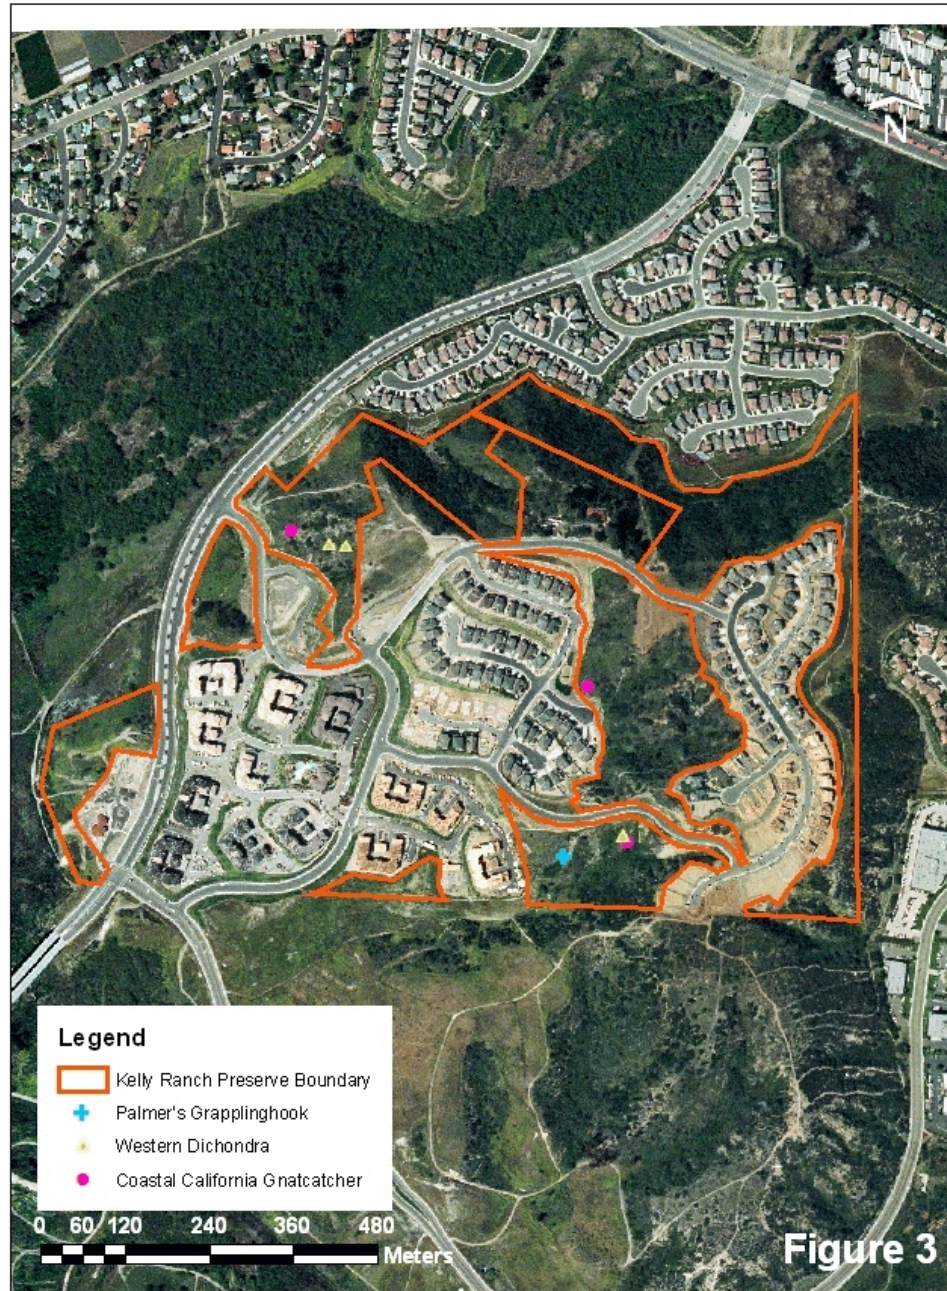 N
Legend
Kelly Ranch Preserve Boundary
Palmer's Grapplinghook
Western Dichondra
Coastal California Gnatcatcher
0 60 120 240 360 480
Meters
Figure 3